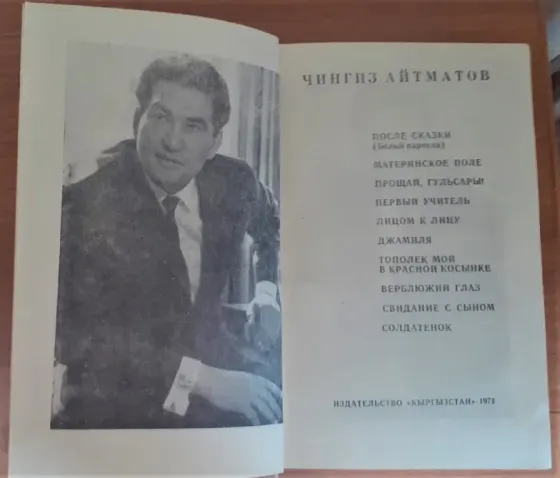 ЧИНГИЗ АЙТМАТОВ
ПОСЛЕ СКАЗКИ
(Белый пароход)
МАТЕРИНСКОЕ ПОЛЕ
ПРОЩАЙ, ГУЛЬСАРЫ!
ПЕРВЫЙ УЧИТЕЛЬ
ЛИЦОМ К ЛИЦУ
ДЖАМИЛЯ
ТОПОЛЕК МОЙ
В КРАСНОЙ КОСЫНКЕ
ВЕРБЛЮЖИЙ ГЛАЗ
СВИДАНИЕ С СЫНОМ
СОЛДАТЕНОК
ИЗДАТЕЛЬСТВО «КЫРГЫЗСТАН»